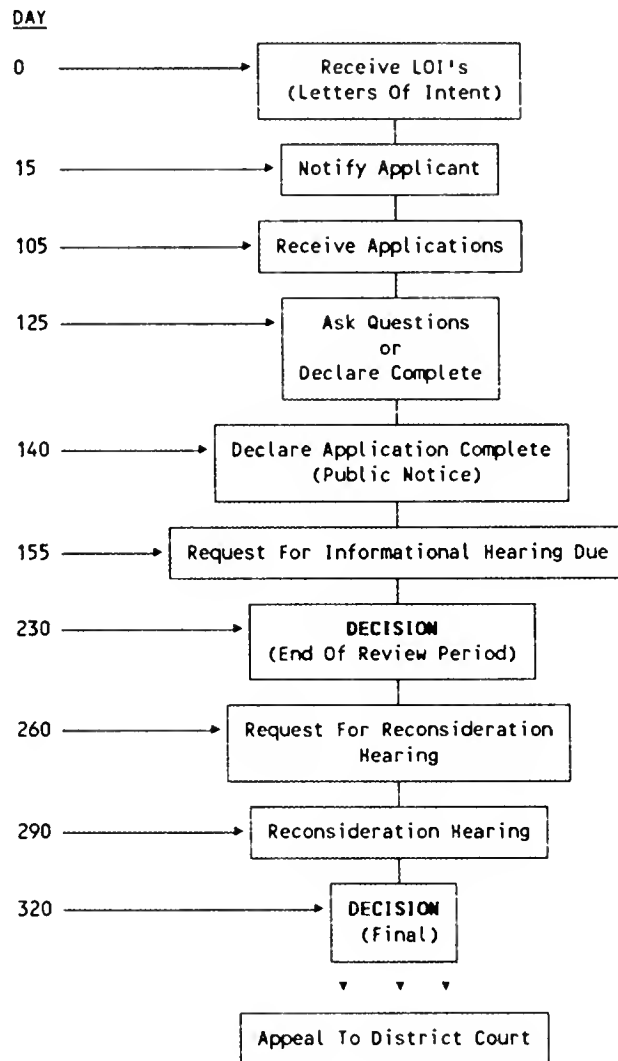 DAY
0
Receive LOI's
(Letters Of Intent)
15
Notify Applicant
105
Receive Applications
125
Ask Questions
or
Declare Complete
140
Declare Application Complete
(Public Notice)
155
Request For Informational Hearing Due
230
DECISION
(End Of Review Period)
260
Request For Reconsideration
Hearing
290
Reconsideration Hearing
320
DECISION
(Final)
Appeal To District Court